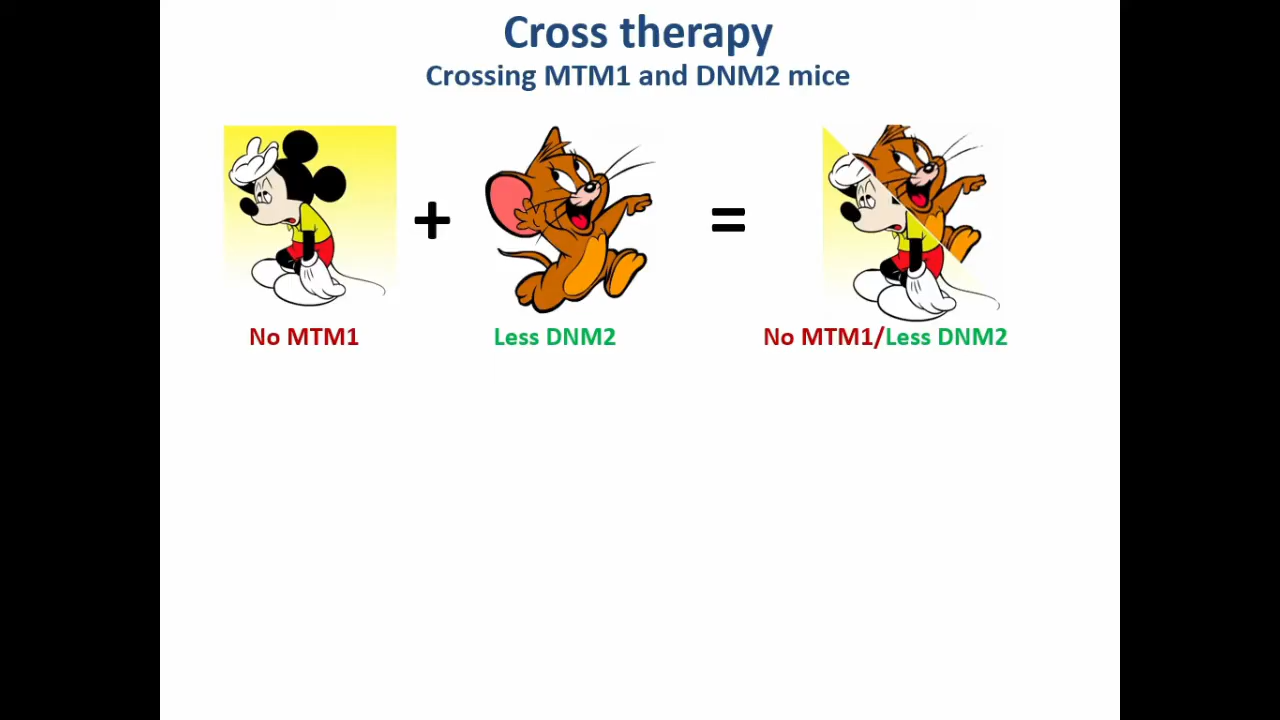 Cross therapy
Crossing MTM1 and DNM2 mice
+
=
No MTM1
Less DNM2
No MTM1/Less DNM2